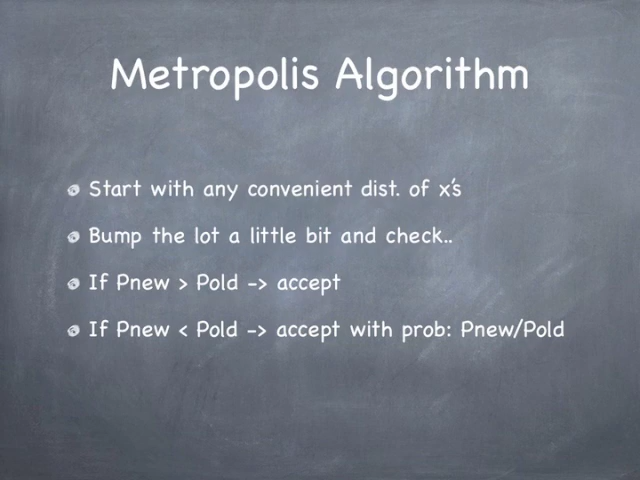 Metropolis Algorithm
Start with any convenient dist. of x's
Bump the lot a little bit and check..
If Pnew > Pold -> accept
If Pnew < Pold -> accept with prob: Pnew/Pold